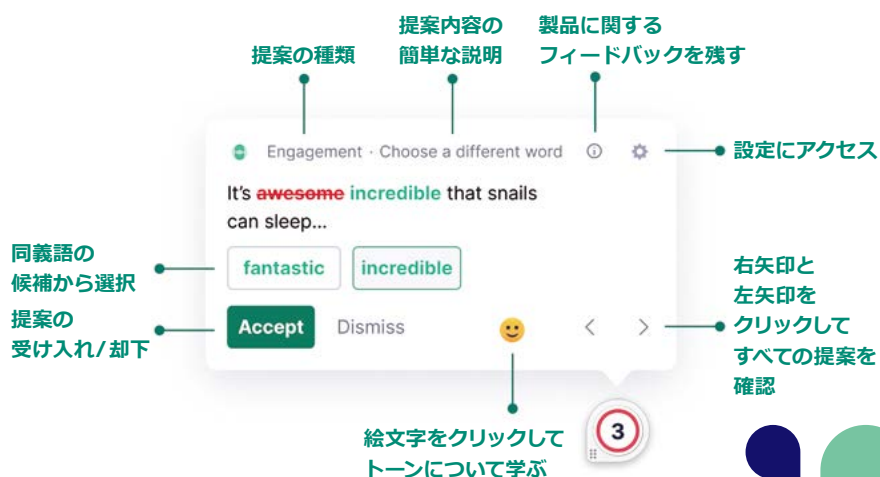 提案の種類
提案内容の
簡単な説明
製品に関する
フィードバックを残す
Engagement · Choose a different word
設定にアクセス
It's awesome incredible that snails
can sleep...
同義語の
候補から選択
fantastic
incredible
提案の
受け入れ/却下
Accept
Dismiss
右矢印と
左矢印を
クリックして
すべての提案を
確認
絵文字をクリックして
トーンについて学ぶ
3